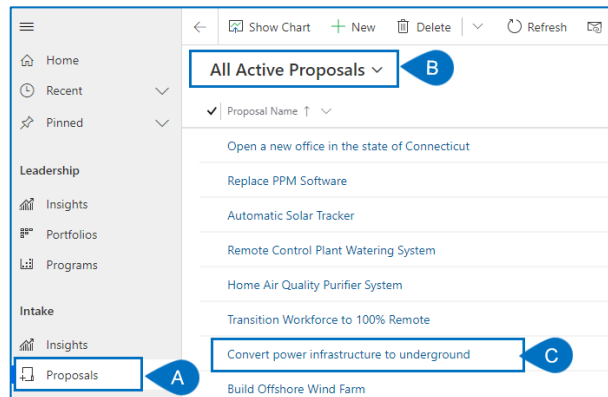 Show Chart New Delete Refresh
Home
Recent
Pinned
Leadership
Insights
Portfolios
Programs
Intake
Insights
Proposals
A
All Active Proposals
B
Proposal Name
Open a new office in the state of Connecticut
Replace PPM Software
Automatic Solar Tracker
Remote Control Plant Watering System
Home Air Quality Purifier System
Transition Workforce to 100% Remote
Convert power infrastructure to underground
C
Build Offshore Wind Farm